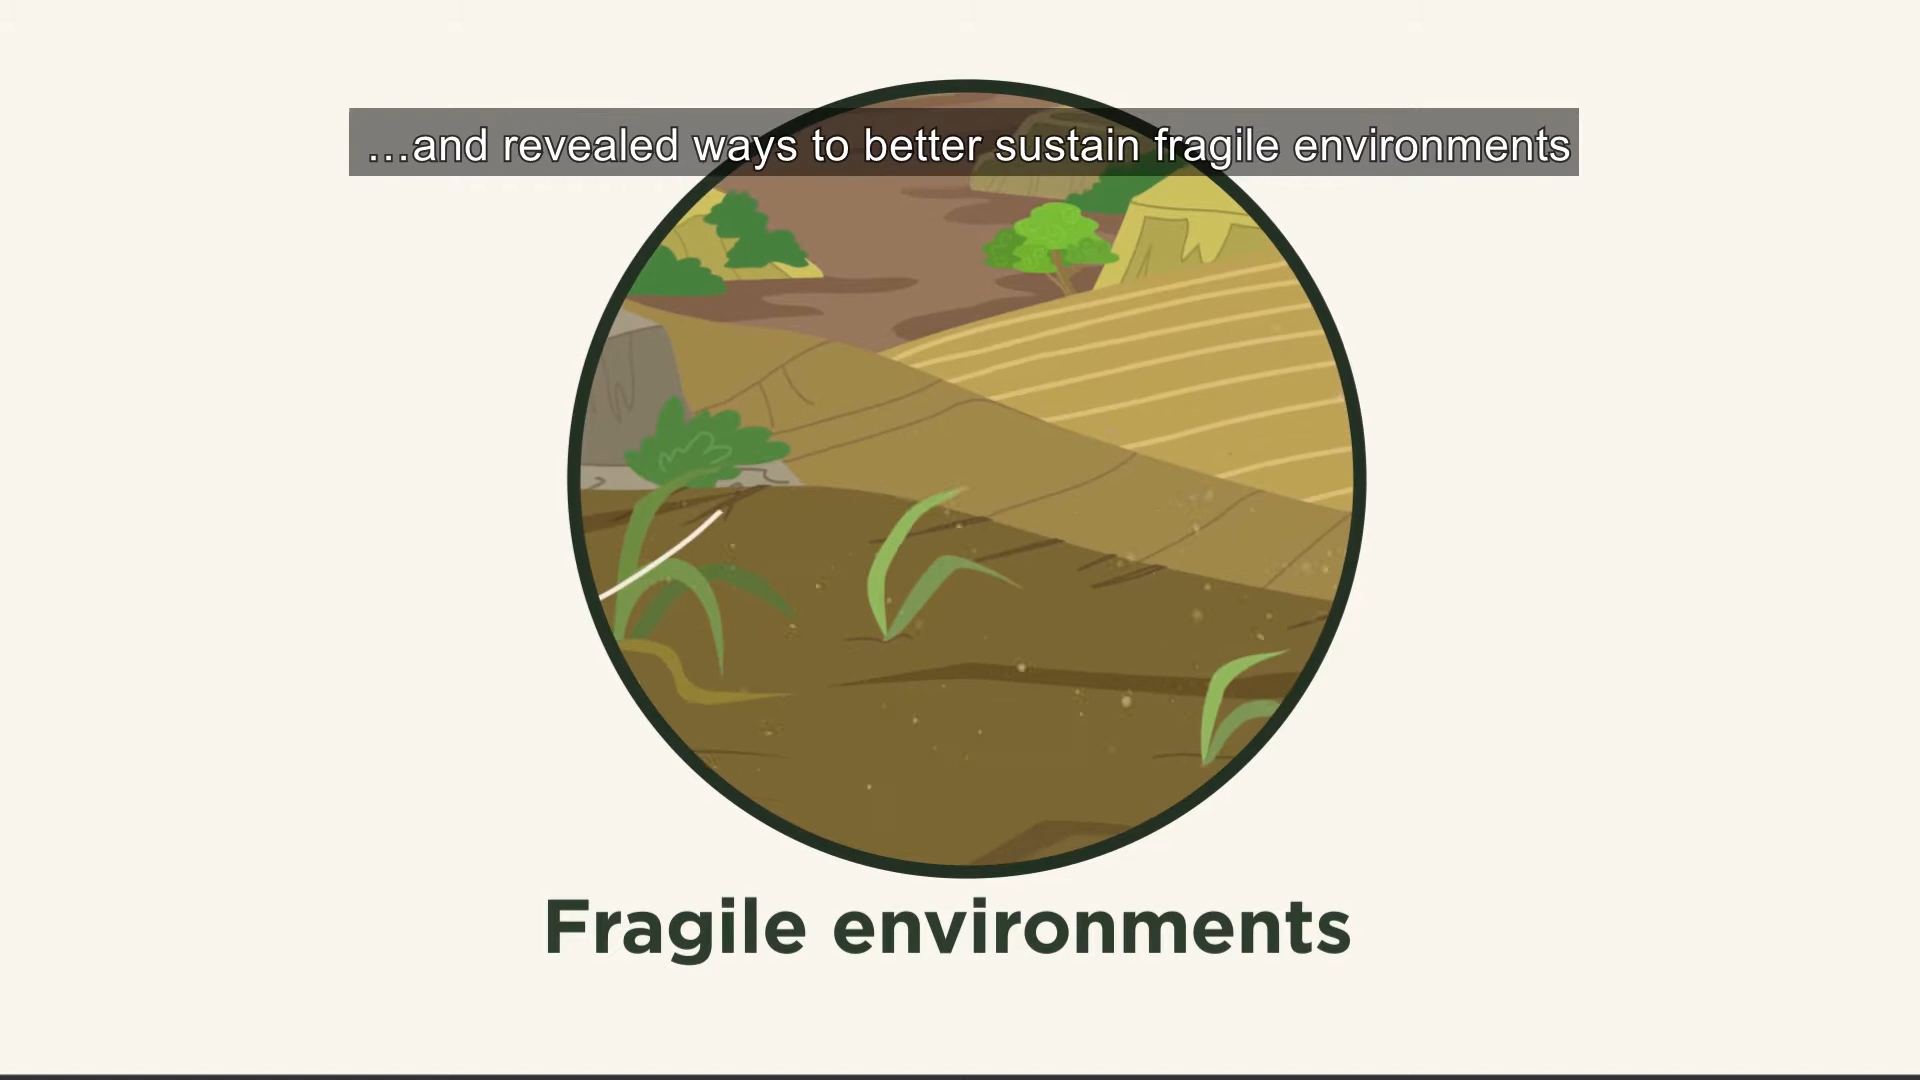 …and revealed ways to better sustain fragile environments
Fragile environments